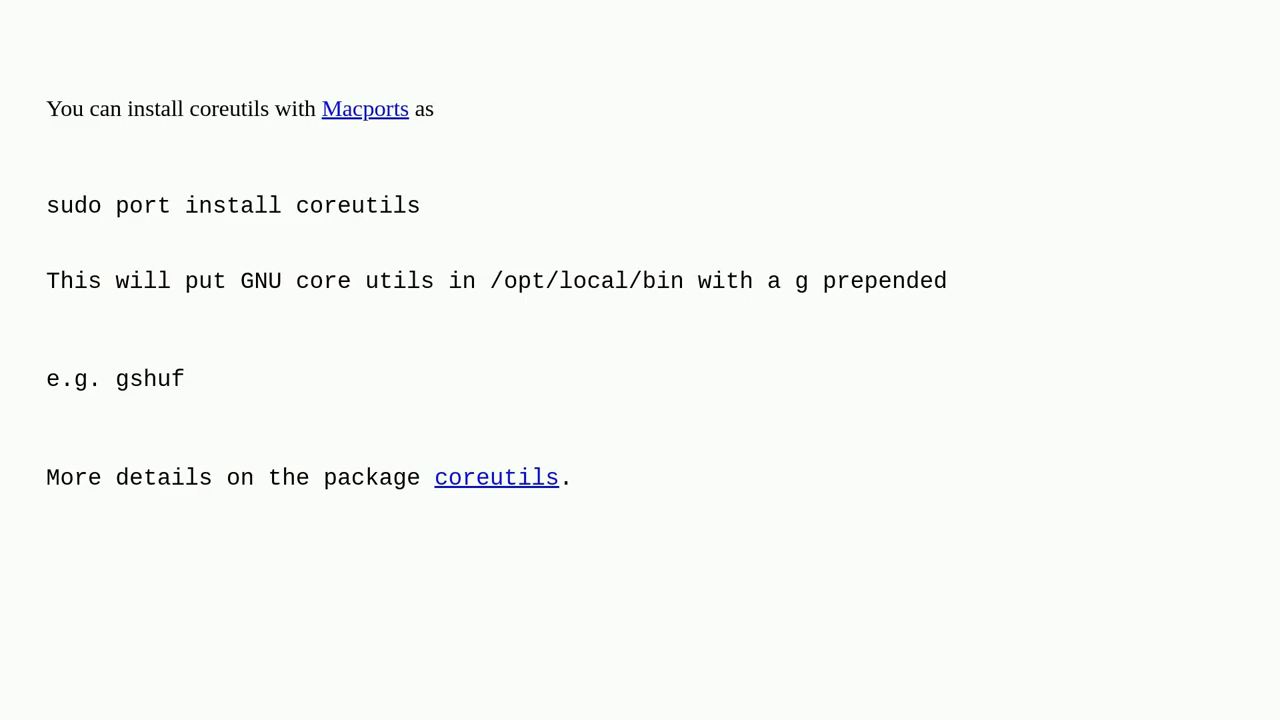 You can install coreutils with Macports as
sudo port install coreutils
This will put GNU core utils in /opt/local/bin with a g prepended
e.g. gshuf
More details on the package coreutils.